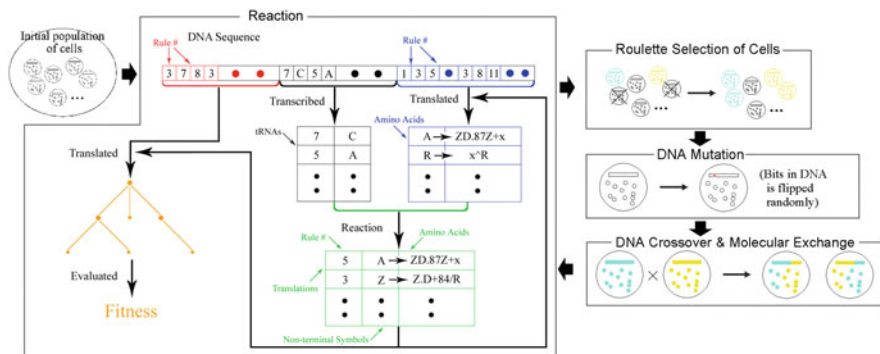 Reaction
Initial population
of cells
...
Rule #
DNA Sequence
Rule #
3 7 8 3 7 C 5 A 1 3 5 3 8 11
Transcribed
Translated
tRNAs
7 C
5 A
Amino Acids
A → ZD.87Z+x
R → x^R
Translated
Reaction
Rule #
Amino Acids
5 A → ZD.87Z+x
3 Z → Z.D+84/R
Translations
Non-terminal Symbols
Evaluated
Fitness
Roulette Selection of Cells
... ...
DNA Mutation
(Bits in DNA
is flipped
randomly)
DNA Crossover & Molecular Exchange
×